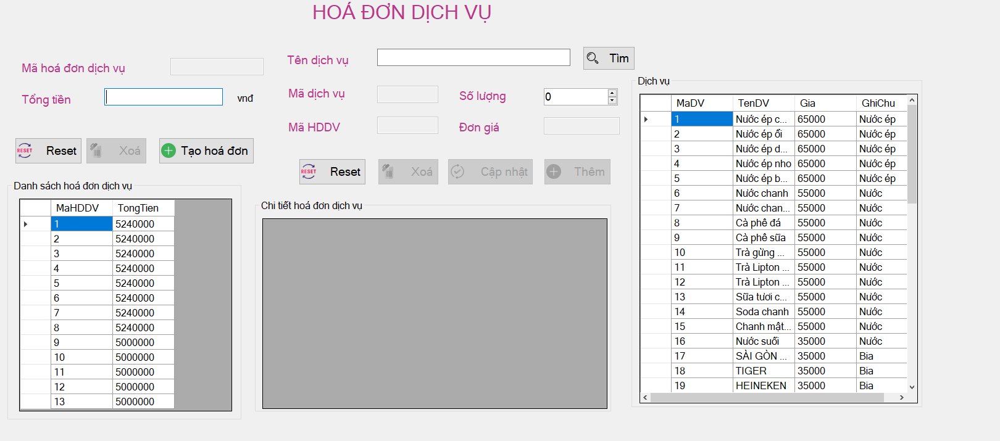 HOÁ ĐƠN DỊCH VỤ
Mã hoá đơn dịch vụ
Tổng tiền
vnđ
Reset
Xoá
Tạo hoá đơn
Tên dịch vụ
Tìm
Mã dịch vụ
Số lượng
0
Mã HDDV
Đơn giá
Reset
Xoá
Cập nhật
Thêm
Danh sách hoá đơn dịch vụ
MaHDDV TongTien
1 5240000
2 5240000
3 5240000
4 5240000
5 5240000
6 5240000
7 5240000
8 5240000
9 5000000
10 5000000
11 5000000
12 5000000
13 5000000
Chi tiết hoá đơn dịch vụ
Dịch vụ
MaDV TenDV Gia GhiChu
1 Nước ép c... 65000 Nước ép
2 Nước ép ổi 65000 Nước ép
3 Nước ép d... 65000 Nước ép
4 Nước ép nho 65000 Nước ép
5 Nước ép b... 65000 Nước ép
6 Nước chanh 55000 Nước
7 Nước chan... 55000 Nước
8 Cà phê đá 55000 Nước
9 Cà phê sữa 55000 Nước
10 Trà gừng ... 55000 Nước
11 Trà Lipton ... 55000 Nước
12 Trà Lipton ... 55000 Nước
13 Sữa tươi c... 55000 Nước
14 Soda chanh 55000 Nước
15 Chanh mật... 55000 Nước
16 Nước suối 35000 Nước
17 SÀI GÒN ... 35000 Bia
18 TIGER 35000 Bia
19 HEINEKEN 35000 Bia